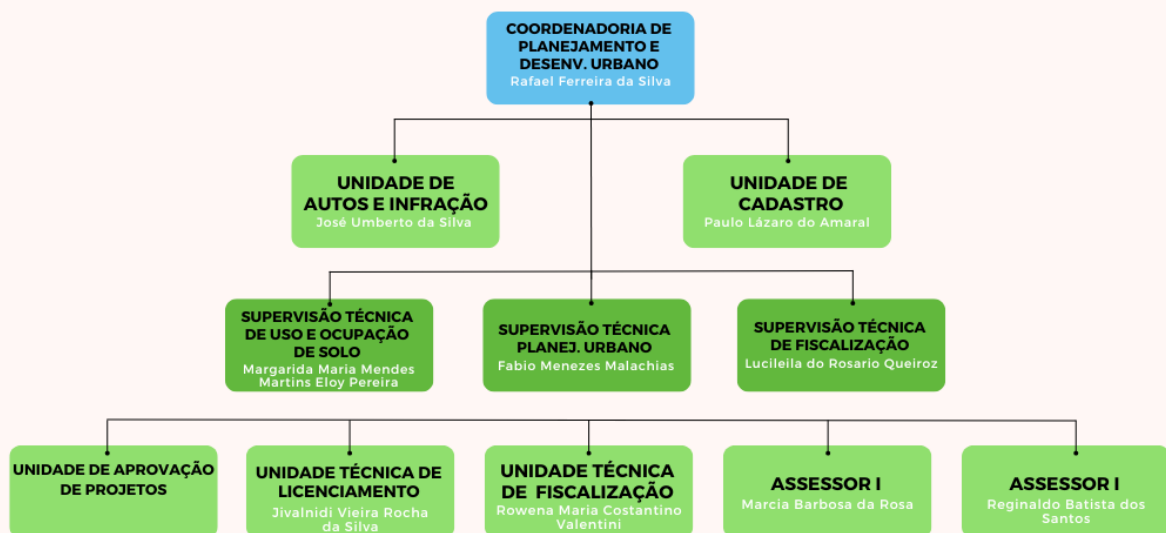 COORDENADORIA DE
PLANEJAMENTO E
DESENV. URBANO
Rafael Ferreira da Silva
UNIDADE DE
AUTOS E INFRAÇÃO
José Umberto da Silva
UNIDADE DE
CADASTRO
Paulo Lázaro do Amaral
SUPERVISÃO TÉCNICA
DE USO E OCUPAÇÃO
DE SOLO
Margarida Maria Mendes
Martins Eloy Pereira
SUPERVISÃO TÉCNICA
PLANEJ. URBANO
Fabio Menezes Malachias
SUPERVISÃO TÉCNICA
DE FISCALIZAÇÃO
Lucileila do Rosario Queiroz
UNIDADE DE APROVAÇÃO
DE PROJETOS
UNIDADE TÉCNICA DE
LICENCIAMENTO
Jivalnidi Vieira Rocha
da Silva
UNIDADE TÉCNICA
DE FISCALIZAÇÃO
Rowena Maria Costantino
Valentini
ASSESSOR I
Marcia Barbosa da Rosa
ASSESSOR I
Reginaldo Batista dos
Santos